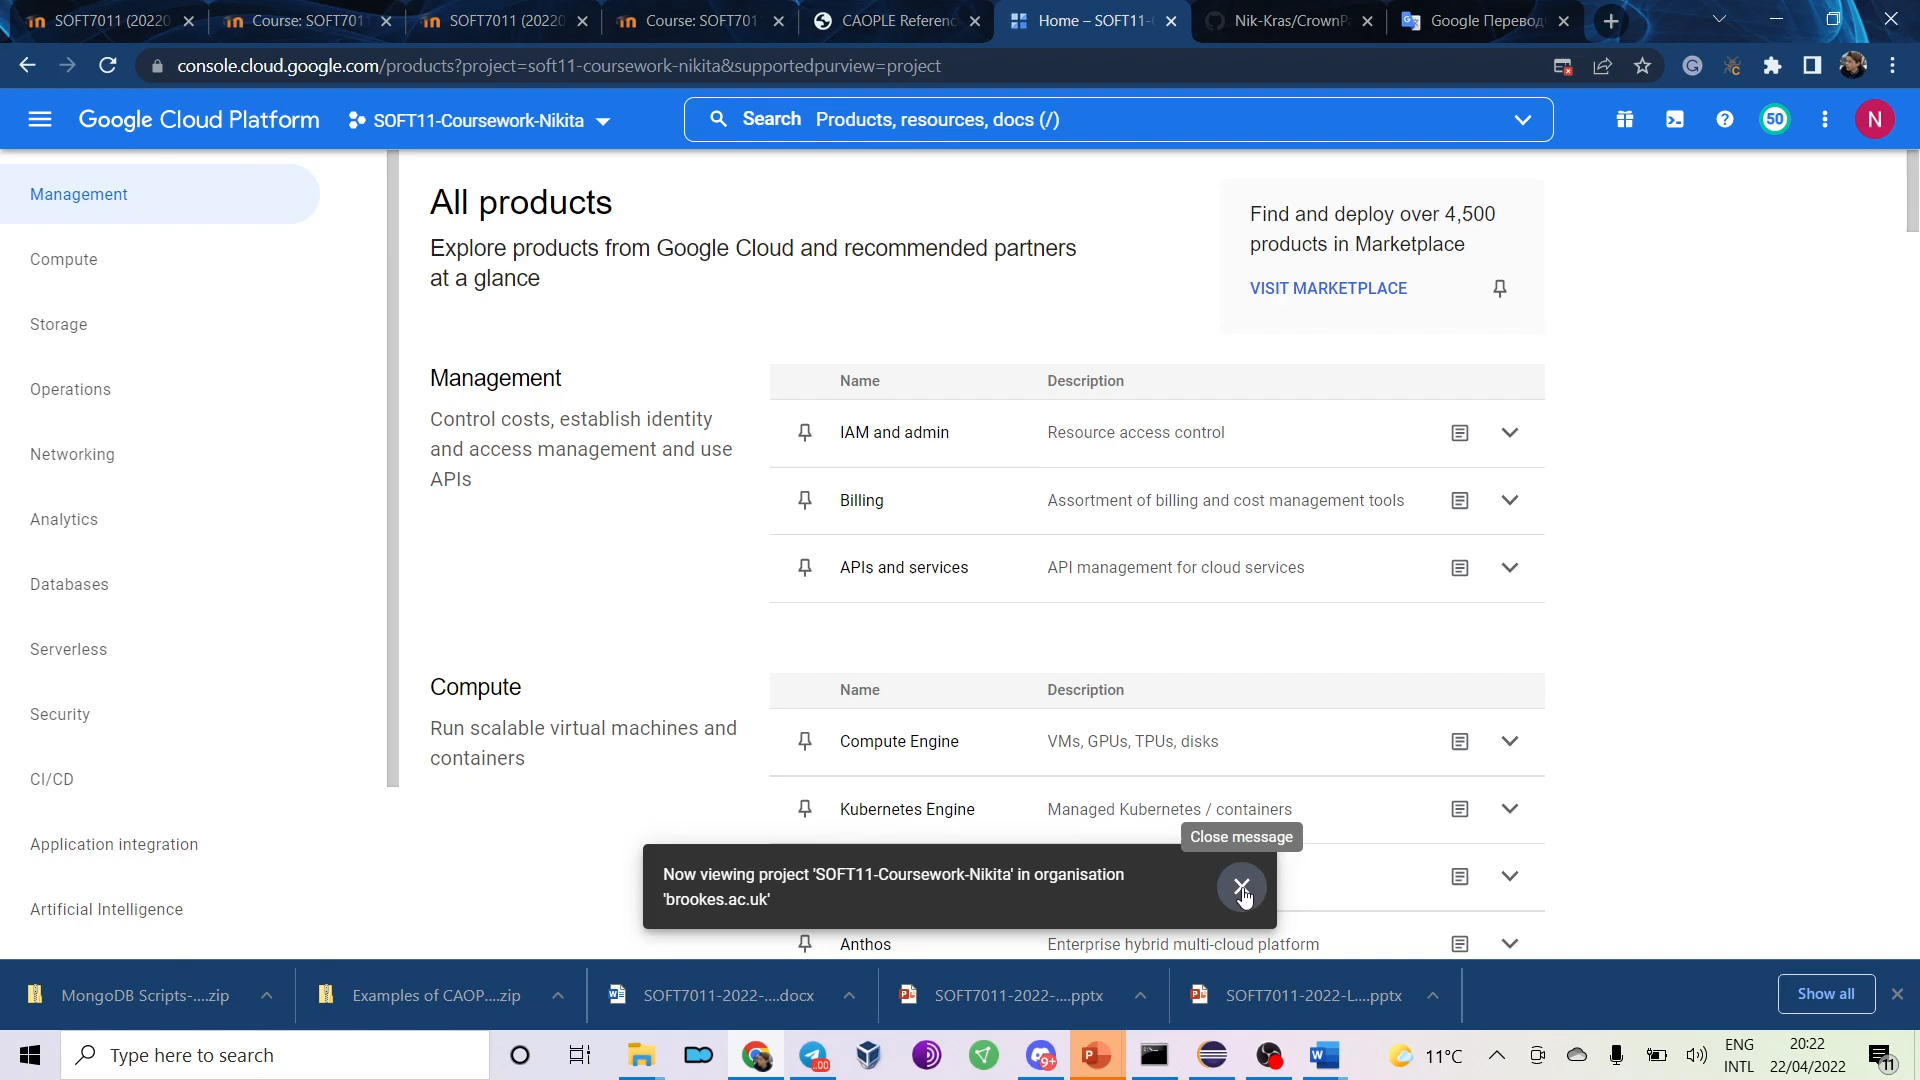 SOFT7011 (20220
Course: SOFT701
SOFT7011 (20220
Course: SOFT701
CAOPLE Referenc
Home – SOFT11-C
Nik-Kras/CrownP
Google Перевод
console.cloud.google.com/products?project=soft11-coursework-nikita&supportedpurview=project
Google Cloud Platform
SOFT11-Coursework-Nikita
Search Products, resources, docs (/)
50
N
Management
Compute
Storage
Operations
Networking
Analytics
Databases
Serverless
Security
CI/CD
Application integration
Artificial Intelligence
All products
Explore products from Google Cloud and recommended partners
at a glance
Find and deploy over 4,500
products in Marketplace
VISIT MARKETPLACE
Management
Control costs, establish identity
and access management and use
APIs
Name Description
IAM and admin Resource access control
Billing Assortment of billing and cost management tools
APIs and services API management for cloud services
Compute
Run scalable virtual machines and
containers
Name Description
Compute Engine VMs, GPUs, TPUs, disks
Kubernetes Engine Managed Kubernetes / containers
Close message
Now viewing project 'SOFT11-Coursework-Nikita' in organisation
'brookes.ac.uk'
Anthos Enterprise hybrid multi-cloud platform
MongoDB Scripts-....zip
Examples of CAOP....zip
SOFT7011-2022-....docx
SOFT7011-2022-....pptx
SOFT7011-2022-L....pptx
Show all
Type here to search
.00
9+
11°C
ENG
INTL
20:22
22/04/2022
11